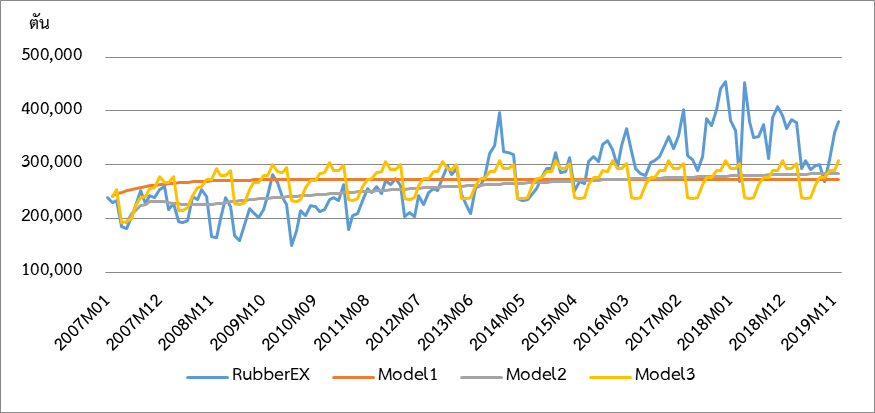 ตัน
500,000
400,000
300,000
200,000
100,000
2007M01
2007M12
2008M11
2009M10
2010M09
2011M08
2012M07
2013M06
2014M05
2015M04
2016M03
2017M02
2018M01
2018M12
2019M11
RubberEX Model1 Model2 Model3